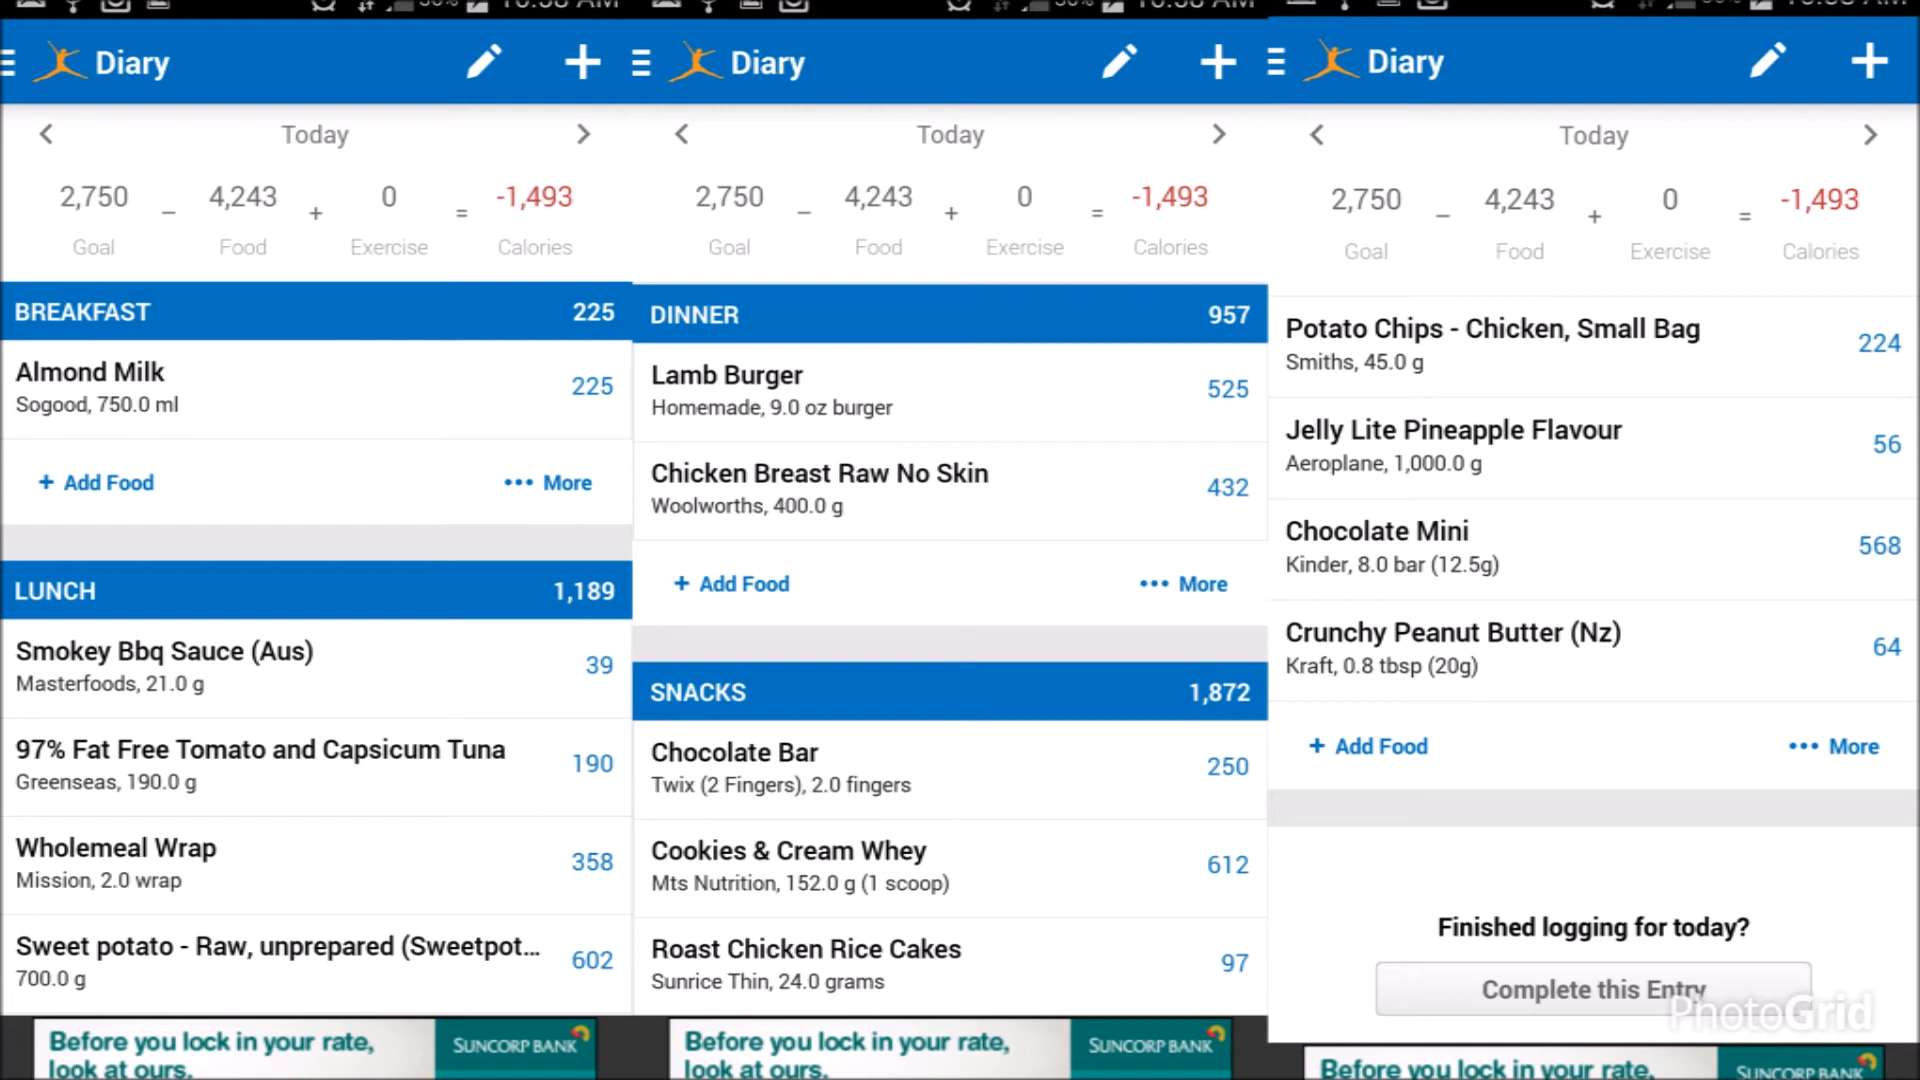 Diary
Today
2,750 - 4,243 + 0 = -1,493
Goal Food Exercise Calories
BREAKFAST 225
Almond Milk 225
Sogood, 750.0 ml
+ Add Food ••• More
LUNCH 1,189
Smokey Bbq Sauce (Aus) 39
Masterfoods, 21.0 g
97% Fat Free Tomato and Capsicum Tuna 190
Greenseas, 190.0 g
Wholemeal Wrap 358
Mission, 2.0 wrap
Sweet potato - Raw, unprepared (Sweetpot... 602
700.0 g
Before you lock in your rate,
look at ours.
SUNCORP BANK
Diary
Today
2,750 - 4,243 + 0 = -1,493
Goal Food Exercise Calories
DINNER 957
Lamb Burger 525
Homemade, 9.0 oz burger
Chicken Breast Raw No Skin 432
Woolworths, 400.0 g
+ Add Food ••• More
SNACKS 1,872
Chocolate Bar 250
Twix (2 Fingers), 2.0 fingers
Cookies & Cream Whey 612
Mts Nutrition, 152.0 g (1 scoop)
Roast Chicken Rice Cakes 97
Sunrice Thin, 24.0 grams
Before you lock in your rate,
look at ours.
SUNCORP BANK
Diary
Today
2,750 - 4,243 + 0 = -1,493
Goal Food Exercise Calories
Potato Chips - Chicken, Small Bag 224
Smiths, 45.0 g
Jelly Lite Pineapple Flavour 56
Aeroplane, 1,000.0 g
Chocolate Mini 568
Kinder, 8.0 bar (12.5g)
Crunchy Peanut Butter (Nz) 64
Kraft, 0.8 tbsp (20g)
+ Add Food ••• More
Finished logging for today?
Complete this Entry
PhotoGrid
Before you lock in your rate,
SUNCORP BANK